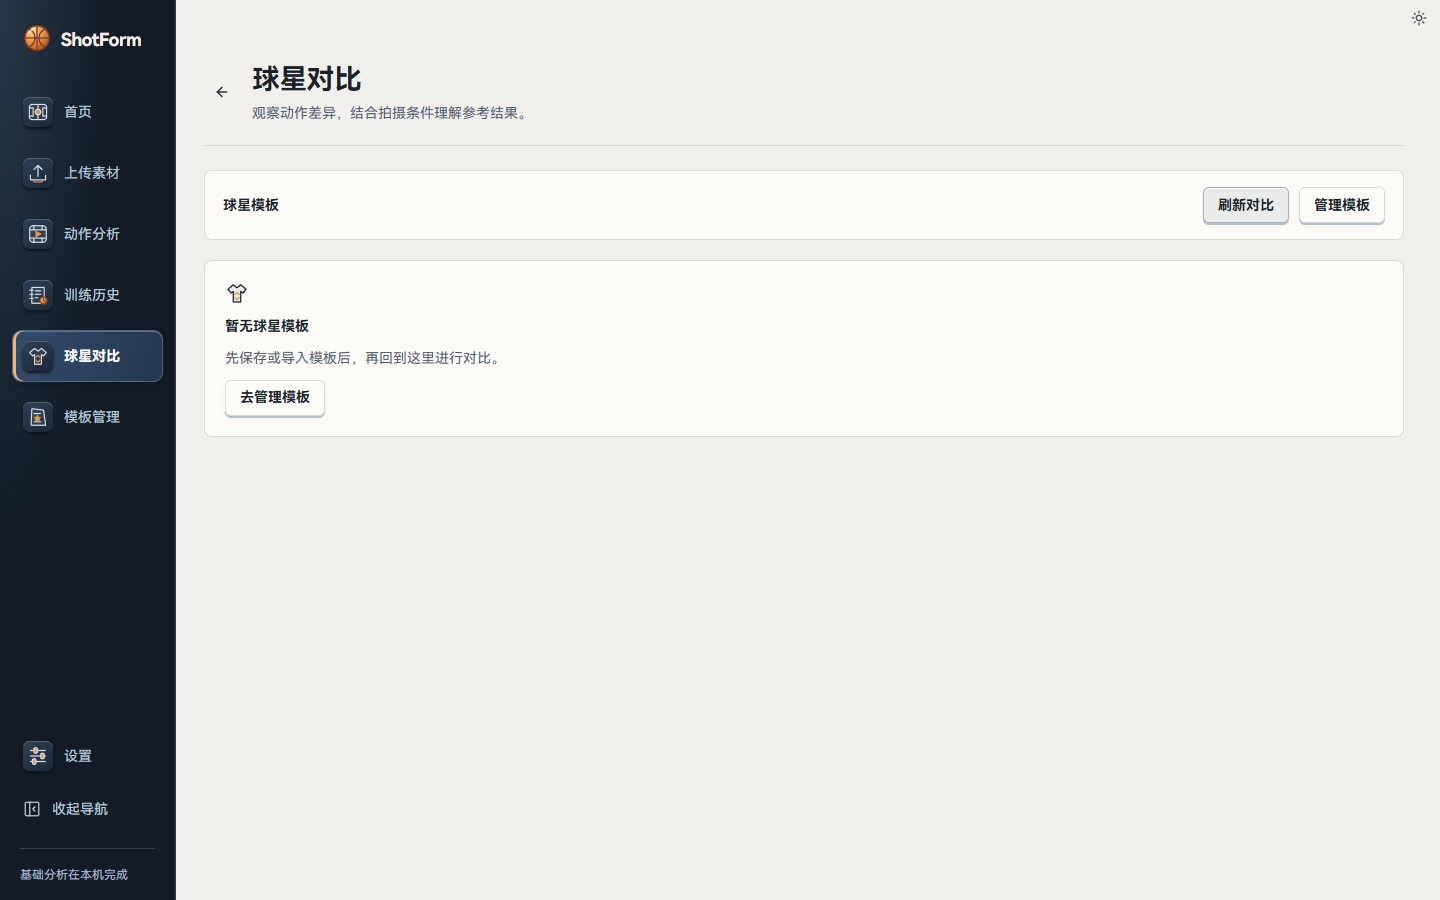 ShotForm
首页
上传素材
动作分析
训练历史
球星对比
模板管理
设置
收起导航
基础分析在本机完成
球星对比
观察动作差异，结合拍摄条件理解参考结果。
球星模板
刷新对比
管理模板
暂无球星模板
先保存或导入模板后，再回到这里进行对比。
去管理模板